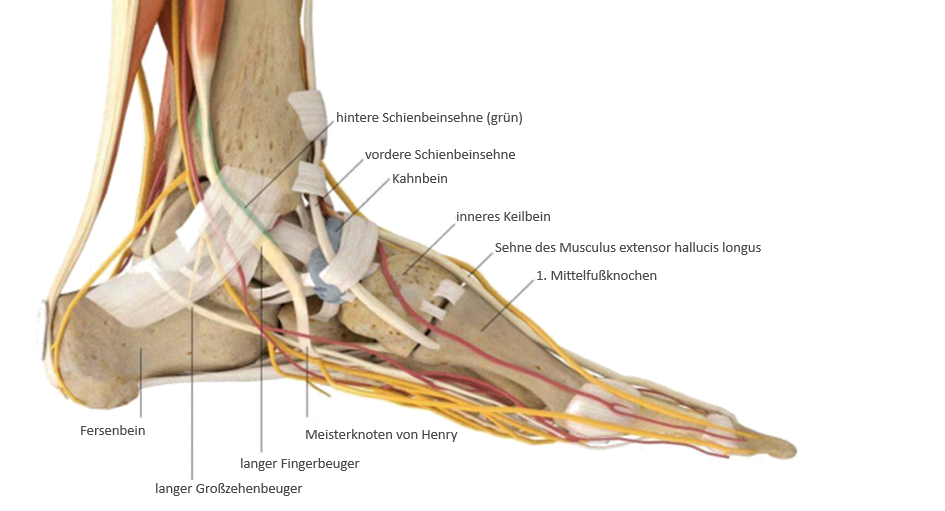 hintere Schienbeinsehne (grün)
vordere Schienbeinsehne
Kahnbein
inneres Keilbein
Sehne des Musculus extensor hallucis longus
1. Mittelfußknochen
Fersenbein
Meisterknoten von Henry
langer Fingerbeuger
langer Großzehenbeuger